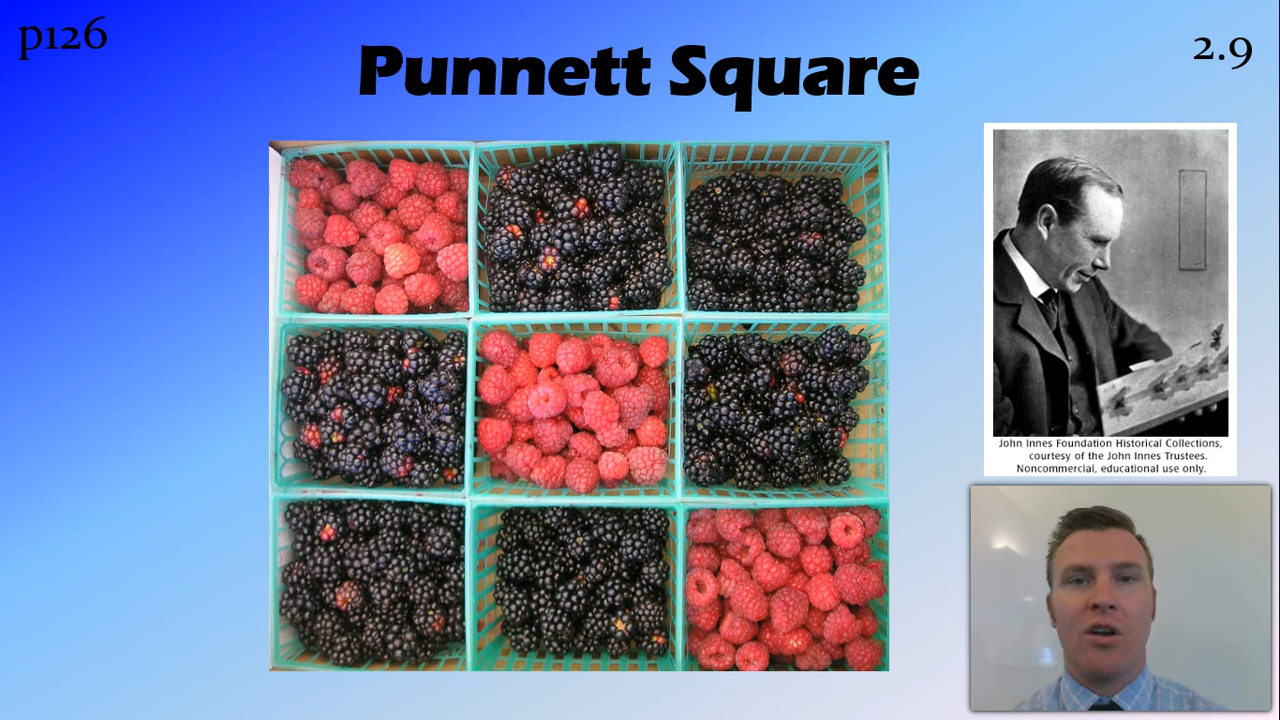 p126
Punnett Square
2.9
John Innes Foundation Historical Collections,
courtesy of the John Innes Trustees.
Noncommercial, educational use only.